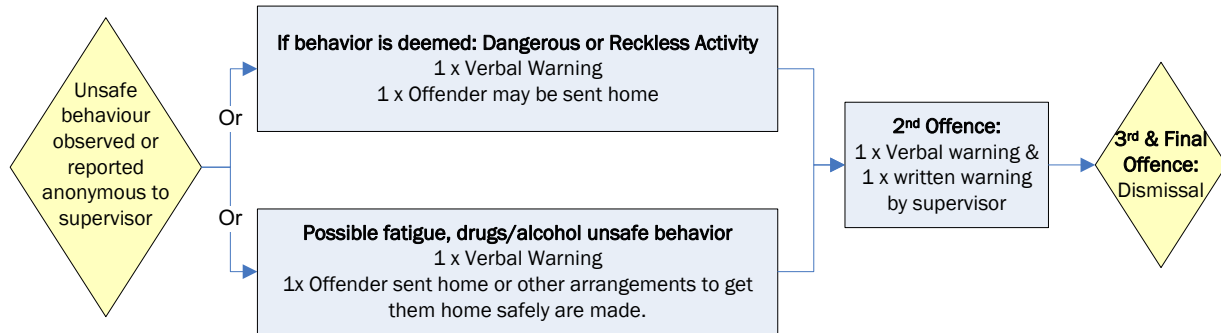 Unsafe
behaviour
observed or
reported
anonymous to
supervisor
Or
If behavior is deemed: Dangerous or Reckless Activity
1 x Verbal Warning
1 x Offender may be sent home
Or
Possible fatigue, drugs/alcohol unsafe behavior
1 x Verbal Warning
1x Offender sent home or other arrangements to get
them home safely are made.
2nd Offence:
1 x Verbal warning &
1 x written warning
by supervisor
3rd & Final
Offence:
Dismissal